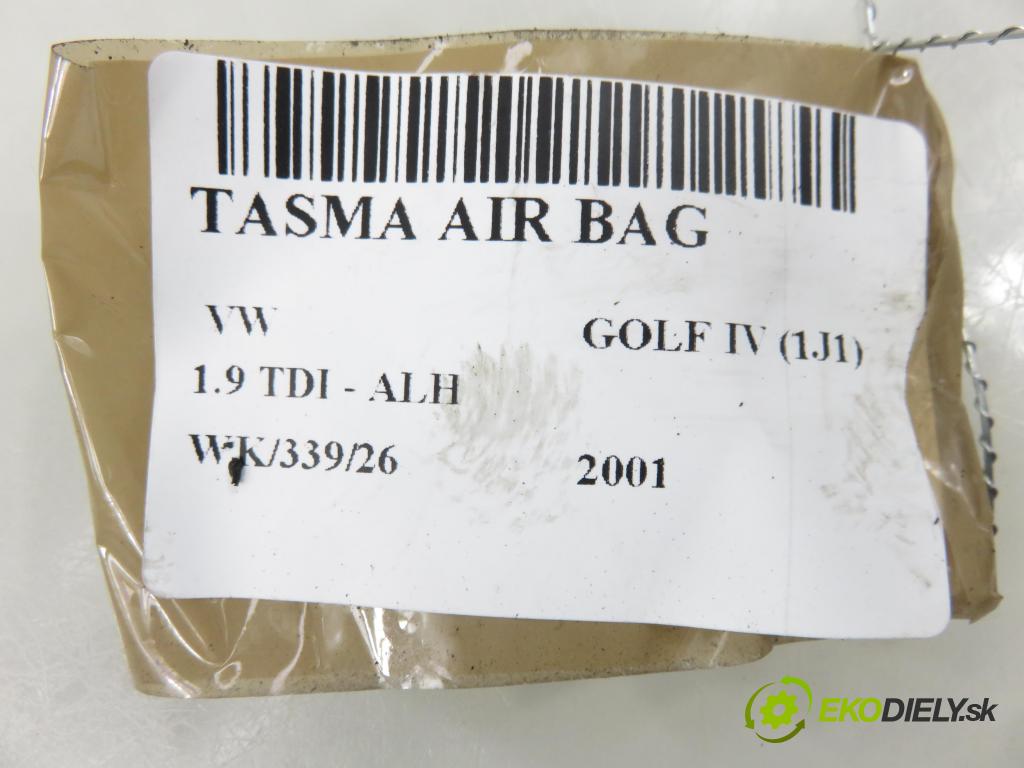 TASMA AIR BAG
VW GOLF IV (1J1)
1.9 TDI - ALH
WK/339/26 2001
EKODIELY.sk